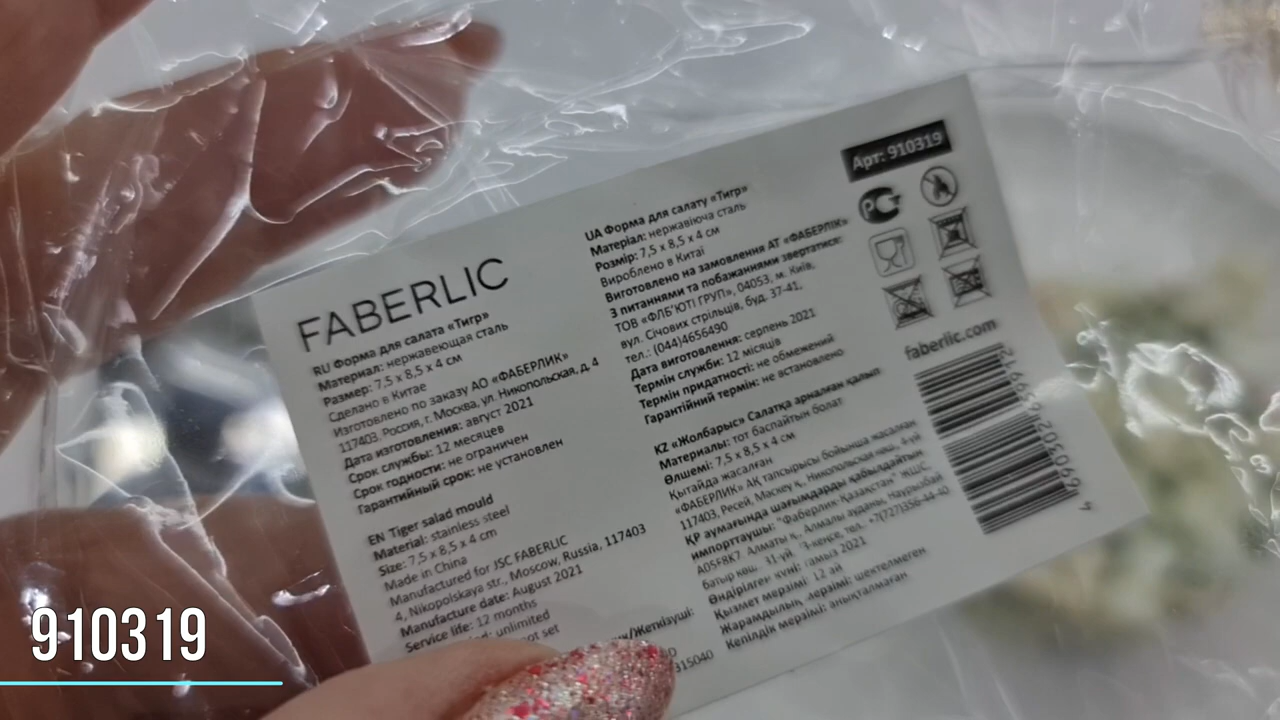 FABERLIC
RU Форма для салата «Тигр»
Материал: нержавеющая сталь
Размер: 7,5 х 8,5 х 4 см
Сделано в Китае
Изготовлено по заказу АО «ФАБЕРЛИК»
117403, Россия, г. Москва, ул. Никопольская, д. 4
Дата изготовления: август 2021
Срок службы: 12 месяцев
Срок годности: не ограничен
Гарантийный срок: не установлен
EN Tiger salad mould
Material: stainless steel
Size: 7,5 x 8,5 x 4 cm
Made in China
Manufactured for JSC FABERLIC
4, Nikopolskaya str., Moscow, Russia, 117403
Manufacture date: August 2021
Service life: 12 months
unlimited
not set
315040
UA Форма для салату «Тигр»
Матеріал: нержавіюча сталь
Розмір: 7,5 х 8,5 х 4 см
Вироблено в Китаї
Виготовлено на замовлення АТ «ФАБЕРЛІК»
З питаннями та побажаннями звертатися:
ТОВ «ФЛБ'ЮТІ ГРУП», 04053, м. Київ,
вул. Січових стрільців, буд. 37-41,
тел.: (044)4656490
Дата виготовлення: серпень 2021
Термін служби: 12 місяців
Термін придатності: не обмежений
Гарантійний термін: не встановлено
KZ «Жолбарыс» Салатқа арналған қалып
Материалы: тот баспайтын болат
Өлшемі: 7,5 х 8,5 х 4 см
Қытайда жасалған
«ФАБЕРЛИК» АҚ тапсырысы бойынша жасалған
117403, Ресей, Мәскеу қ., Никопольская көш., 4-үй
ҚР аумағында шағымдарды қабылдайтын
импорттаушы: "Фаберлик Қазақстан" ЖШС,
A05F8K7, Алматы қ., Алмалы ауданы, Наурызбай
батыр көш., 31-үй, кеңсе, тел.: +7(727)356-44-40
Өндірілген күні: тамыз 2021
Қызмет мерзімі: 12 ай
Жарамдылық мерзімі: шектелмеген
Кепілдік мерзімі: анықталмаған
Арт: 910319
РСТ
faberlic.com
910319